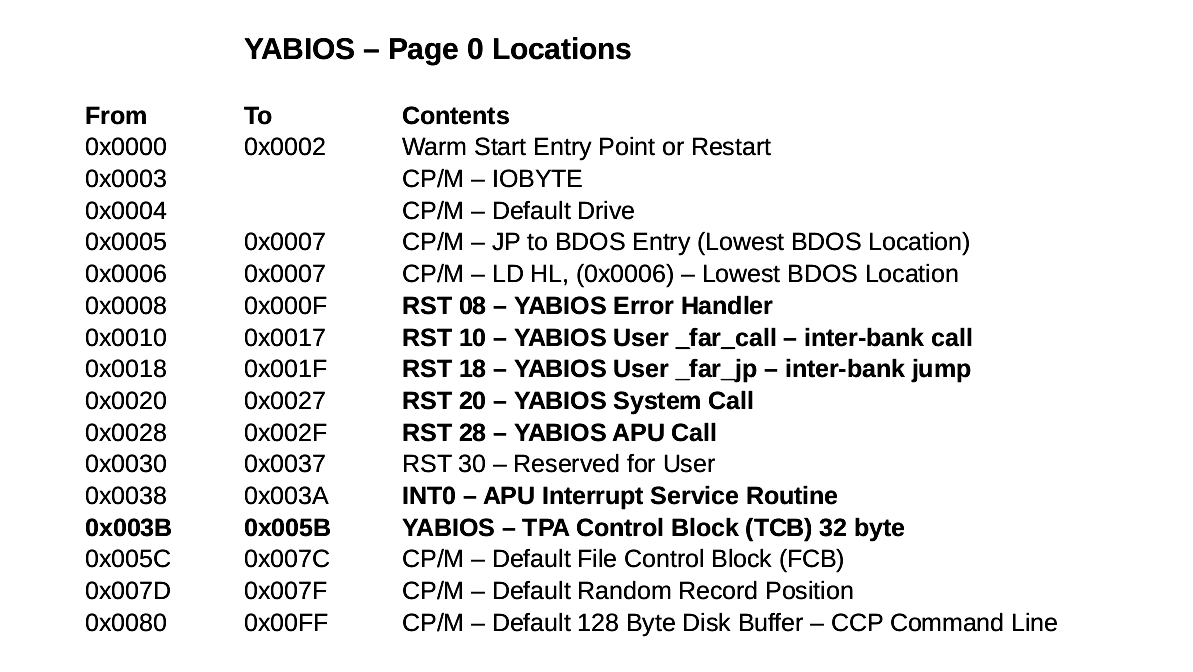 YABIOS – Page 0 Locations
From To Contents
0x0000 0x0002 Warm Start Entry Point or Restart
0x0003 CP/M – IOBYTE
0x0004 CP/M – Default Drive
0x0005 0x0007 CP/M – JP to BDOS Entry (Lowest BDOS Location)
0x0006 0x0007 CP/M – LD HL, (0x0006) – Lowest BDOS Location
0x0008 0x000F RST 08 – YABIOS Error Handler
0x0010 0x0017 RST 10 – YABIOS User _far_call – inter-bank call
0x0018 0x001F RST 18 – YABIOS User _far_jp – inter-bank jump
0x0020 0x0027 RST 20 – YABIOS System Call
0x0028 0x002F RST 28 – YABIOS APU Call
0x0030 0x0037 RST 30 – Reserved for User
0x0038 0x003A INT0 – APU Interrupt Service Routine
0x003B 0x005B YABIOS – TPA Control Block (TCB) 32 byte
0x005C 0x007C CP/M – Default File Control Block (FCB)
0x007D 0x007F CP/M – Default Random Record Position
0x0080 0x00FF CP/M – Default 128 Byte Disk Buffer – CCP Command Line